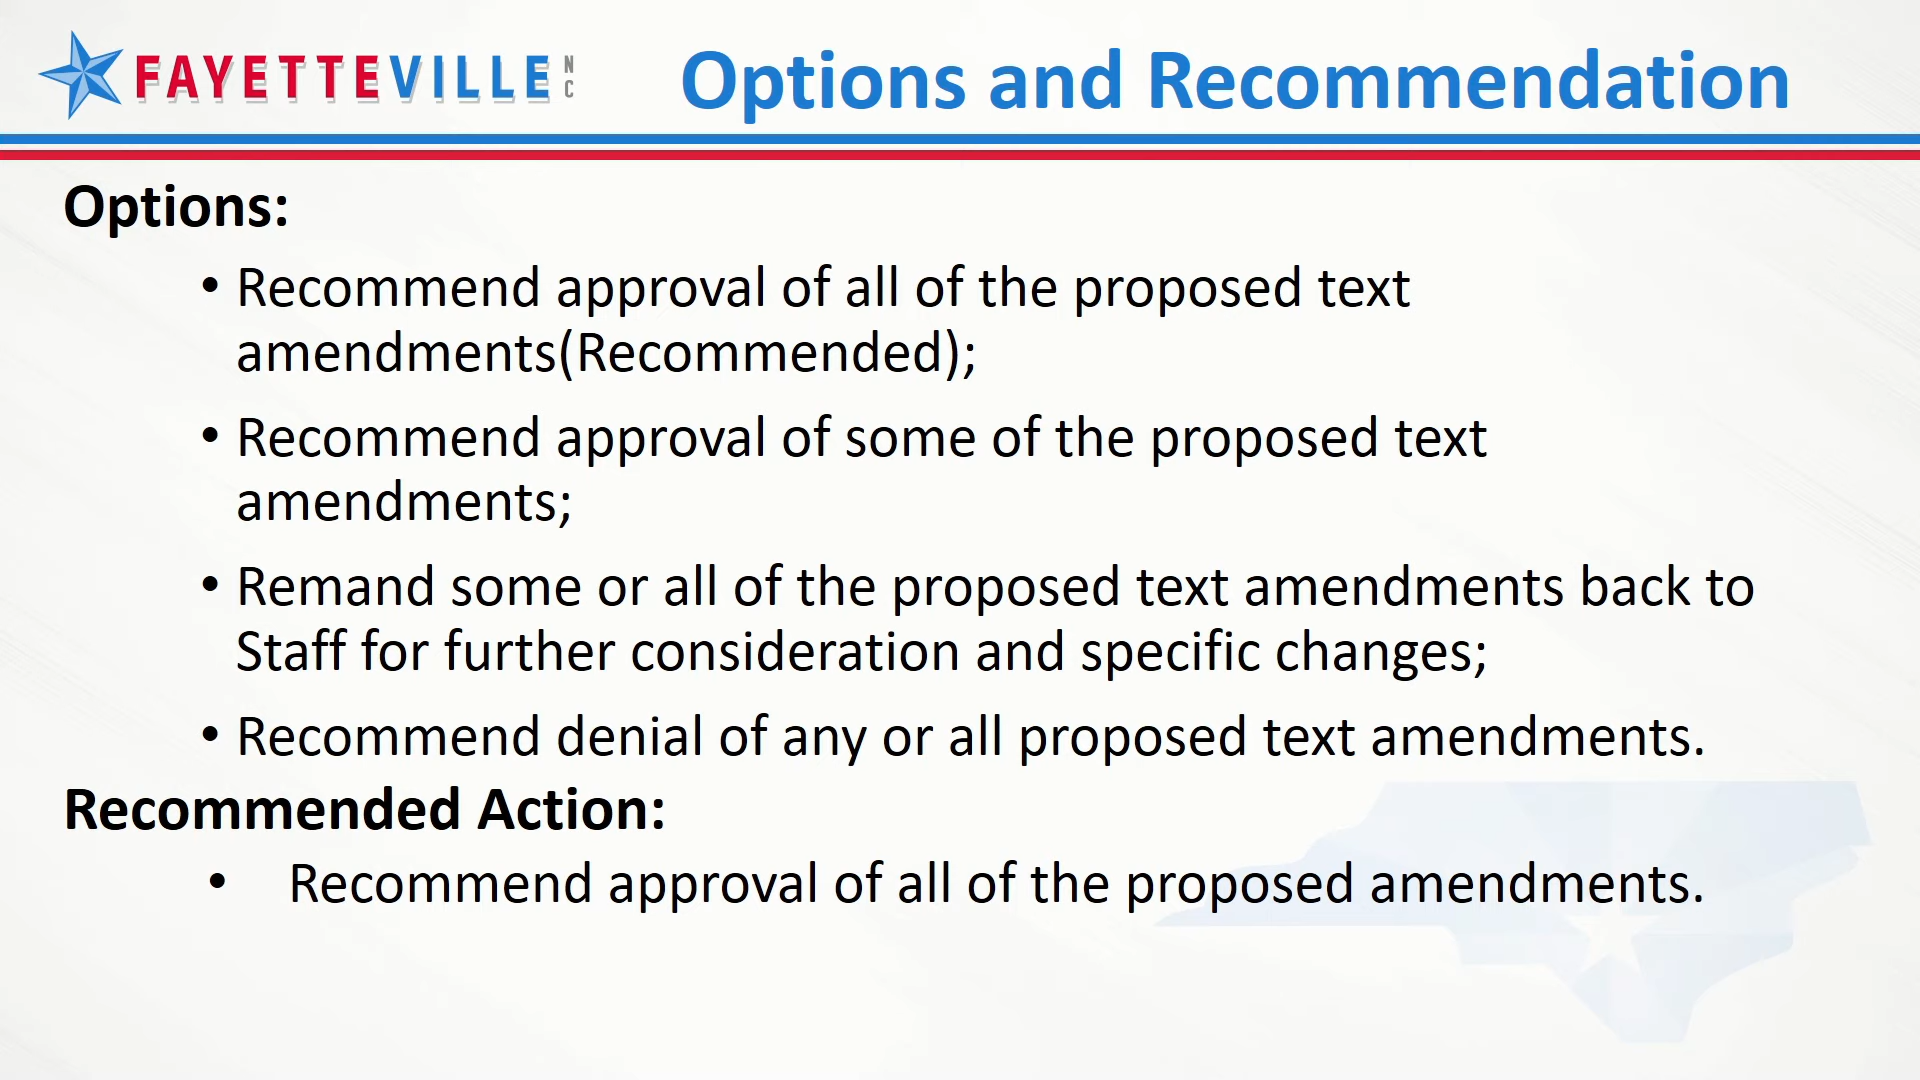 FAYETTEVILLE NC
Options and Recommendation
Options:
• Recommend approval of all of the proposed text
amendments(Recommended);
• Recommend approval of some of the proposed text
amendments;
• Remand some or all of the proposed text amendments back to
Staff for further consideration and specific changes;
• Recommend denial of any or all proposed text amendments.
Recommended Action:
• Recommend approval of all of the proposed amendments.